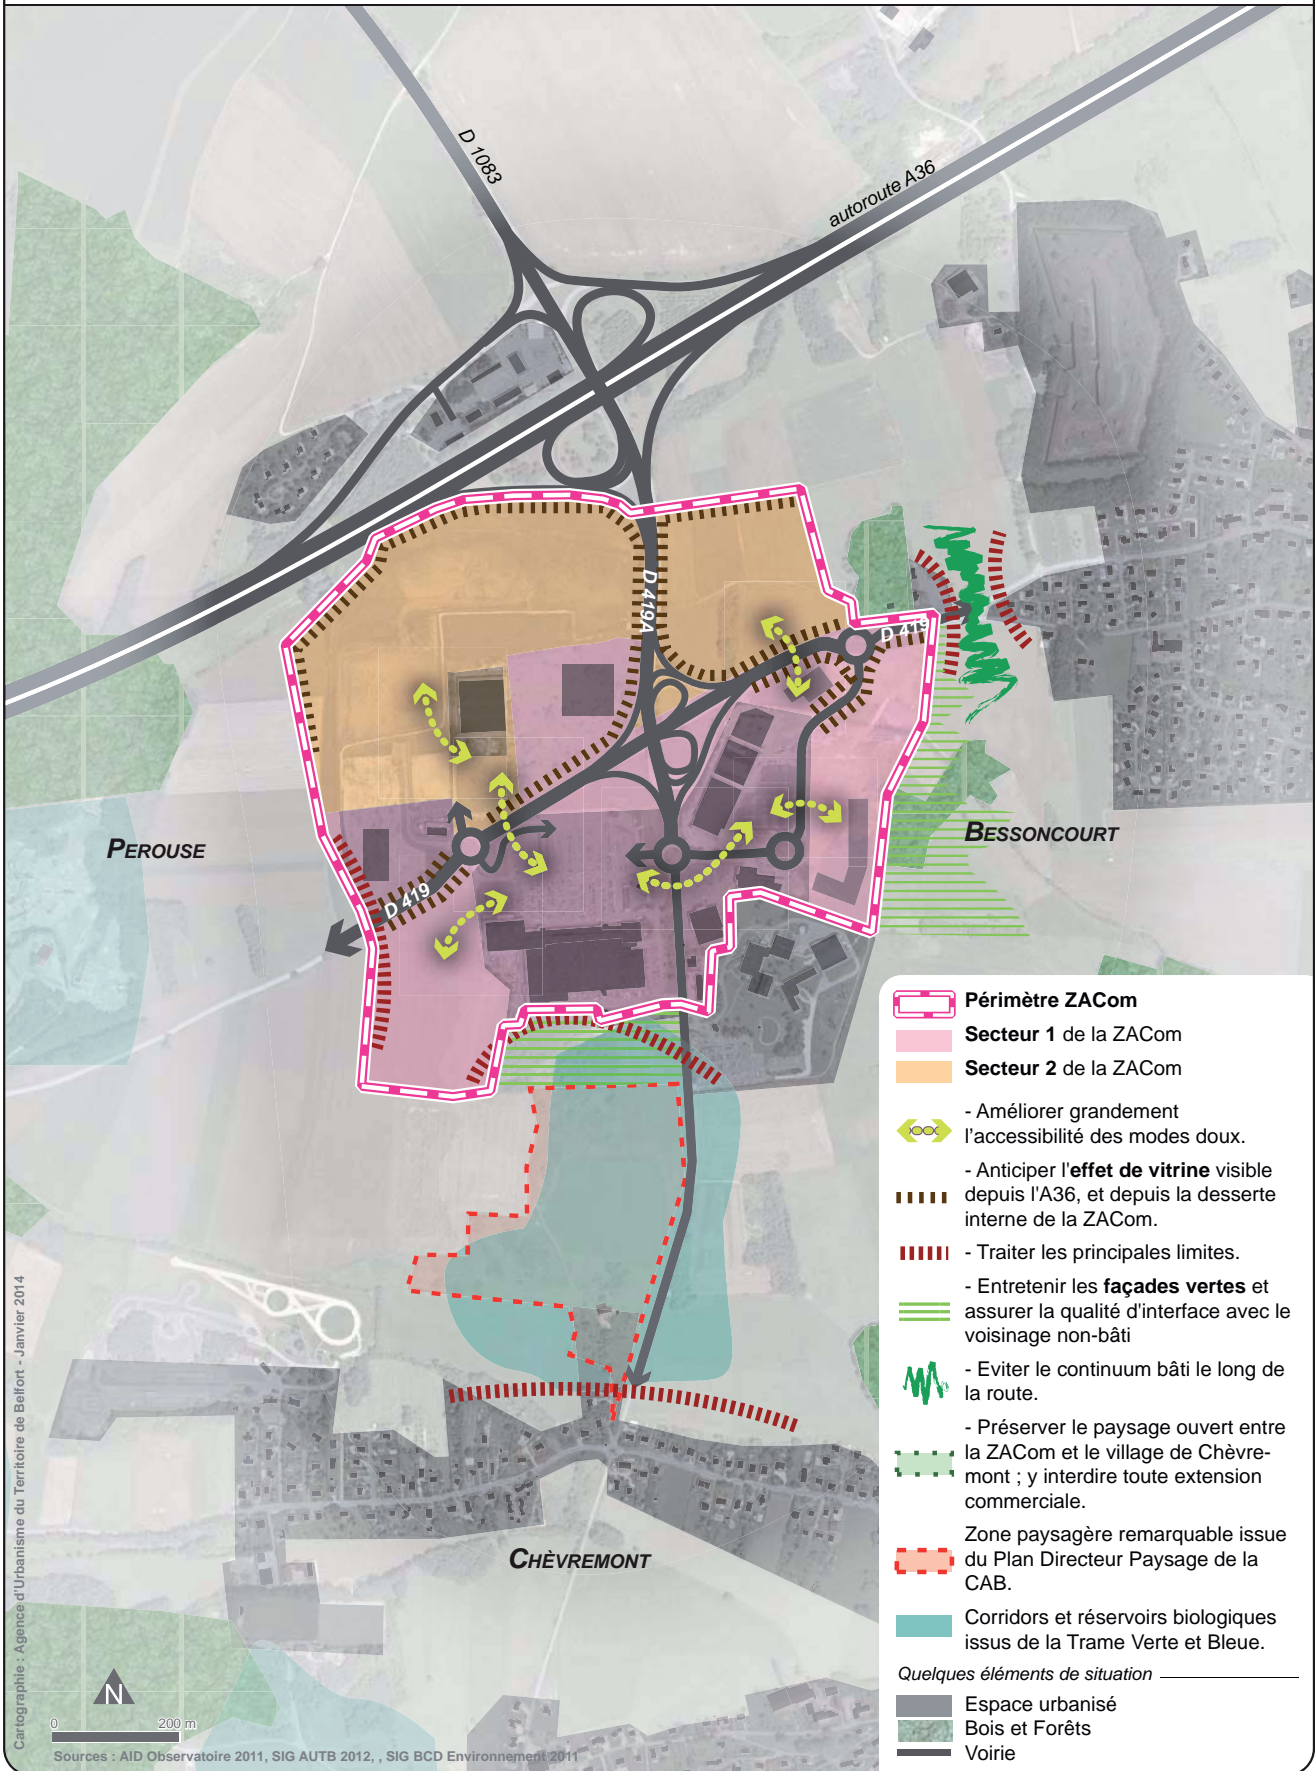 D 1083
autoroute A36
D 419A
D 419
PEROUSE
BESSONCOURT
D 419
CHÈVREMONT
Périmètre ZACom
Secteur 1 de la ZACom
Secteur 2 de la ZACom
- Améliorer grandement
l'accessibilité des modes doux.
- Anticiper l'effet de vitrine visible
depuis l'A36, et depuis la desserte
interne de la ZACom.
- Traiter les principales limites.
- Entretenir les façades vertes et
assurer la qualité d'interface avec le
voisinage non-bâti
- Eviter le continuum bâti le long de
la route.
- Préserver le paysage ouvert entre
la ZACom et le village de Chèvre-
mont ; y interdire toute extension
commerciale.
Zone paysagère remarquable issue
du Plan Directeur Paysage de la
CAB.
Corridors et réservoirs biologiques
issus de la Trame Verte et Bleue.
Quelques éléments de situation
Espace urbanisé
Bois et Forêts
Voirie
Cartographie : Agence d'Urbanisme du Territoire de Belfort - Janvier 2014
N
0 200 m
Sources : AID Observatoire 2011, SIG AUTB 2012, , SIG BCD Environnement 2011